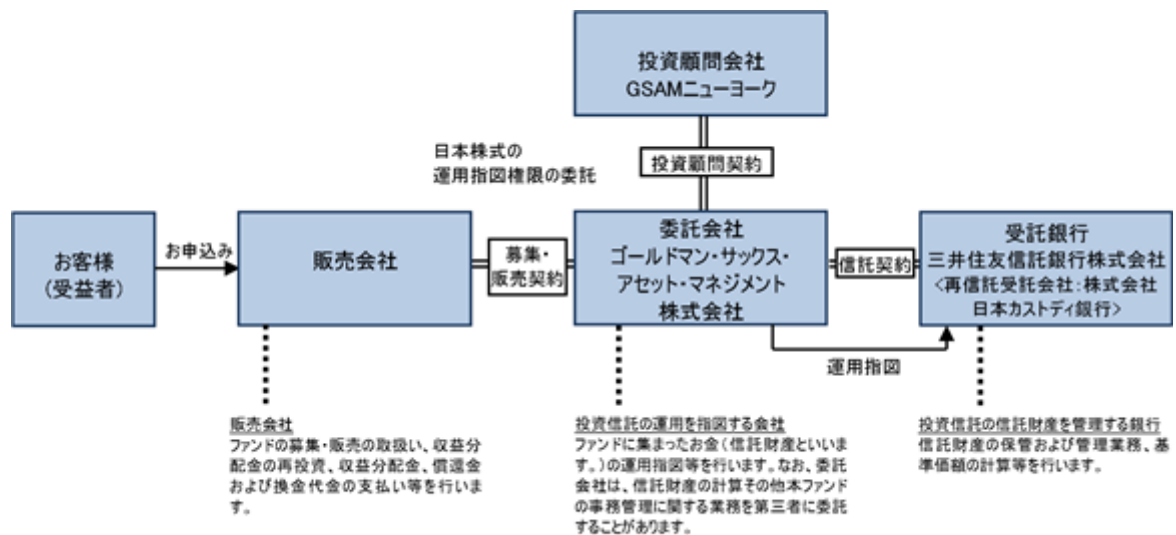 投資顧問会社
GSAMニューヨーク
日本株式の
運用指図権限の委託
投資顧問契約
お客様
(受益者)
お申込み
販売会社
募集・
販売契約
委託会社
ゴールドマン・サックス・
アセット・マネジメント
株式会社
信託契約
受託銀行
三井住友信託銀行株式会社
<再信託受託会社:株式会社
日本カストディ銀行>
運用指図
販売会社
ファンドの募集・販売の取扱い、収益分
配金の再投資、収益分配金、償還金
および換金代金の支払い等を行いま
す。
投資信託の運用を指図する会社
ファンドに集まったお金(信託財産といいま
す。)の運用指図等を行います。なお、委託
会社は、信託財産の計算その他本ファンド
の事務管理に関する業務を第三者に委託
することがあります。
投資信託の信託財産を管理する銀行
信託財産の保管および管理業務、基
準価額の計算等を行います。